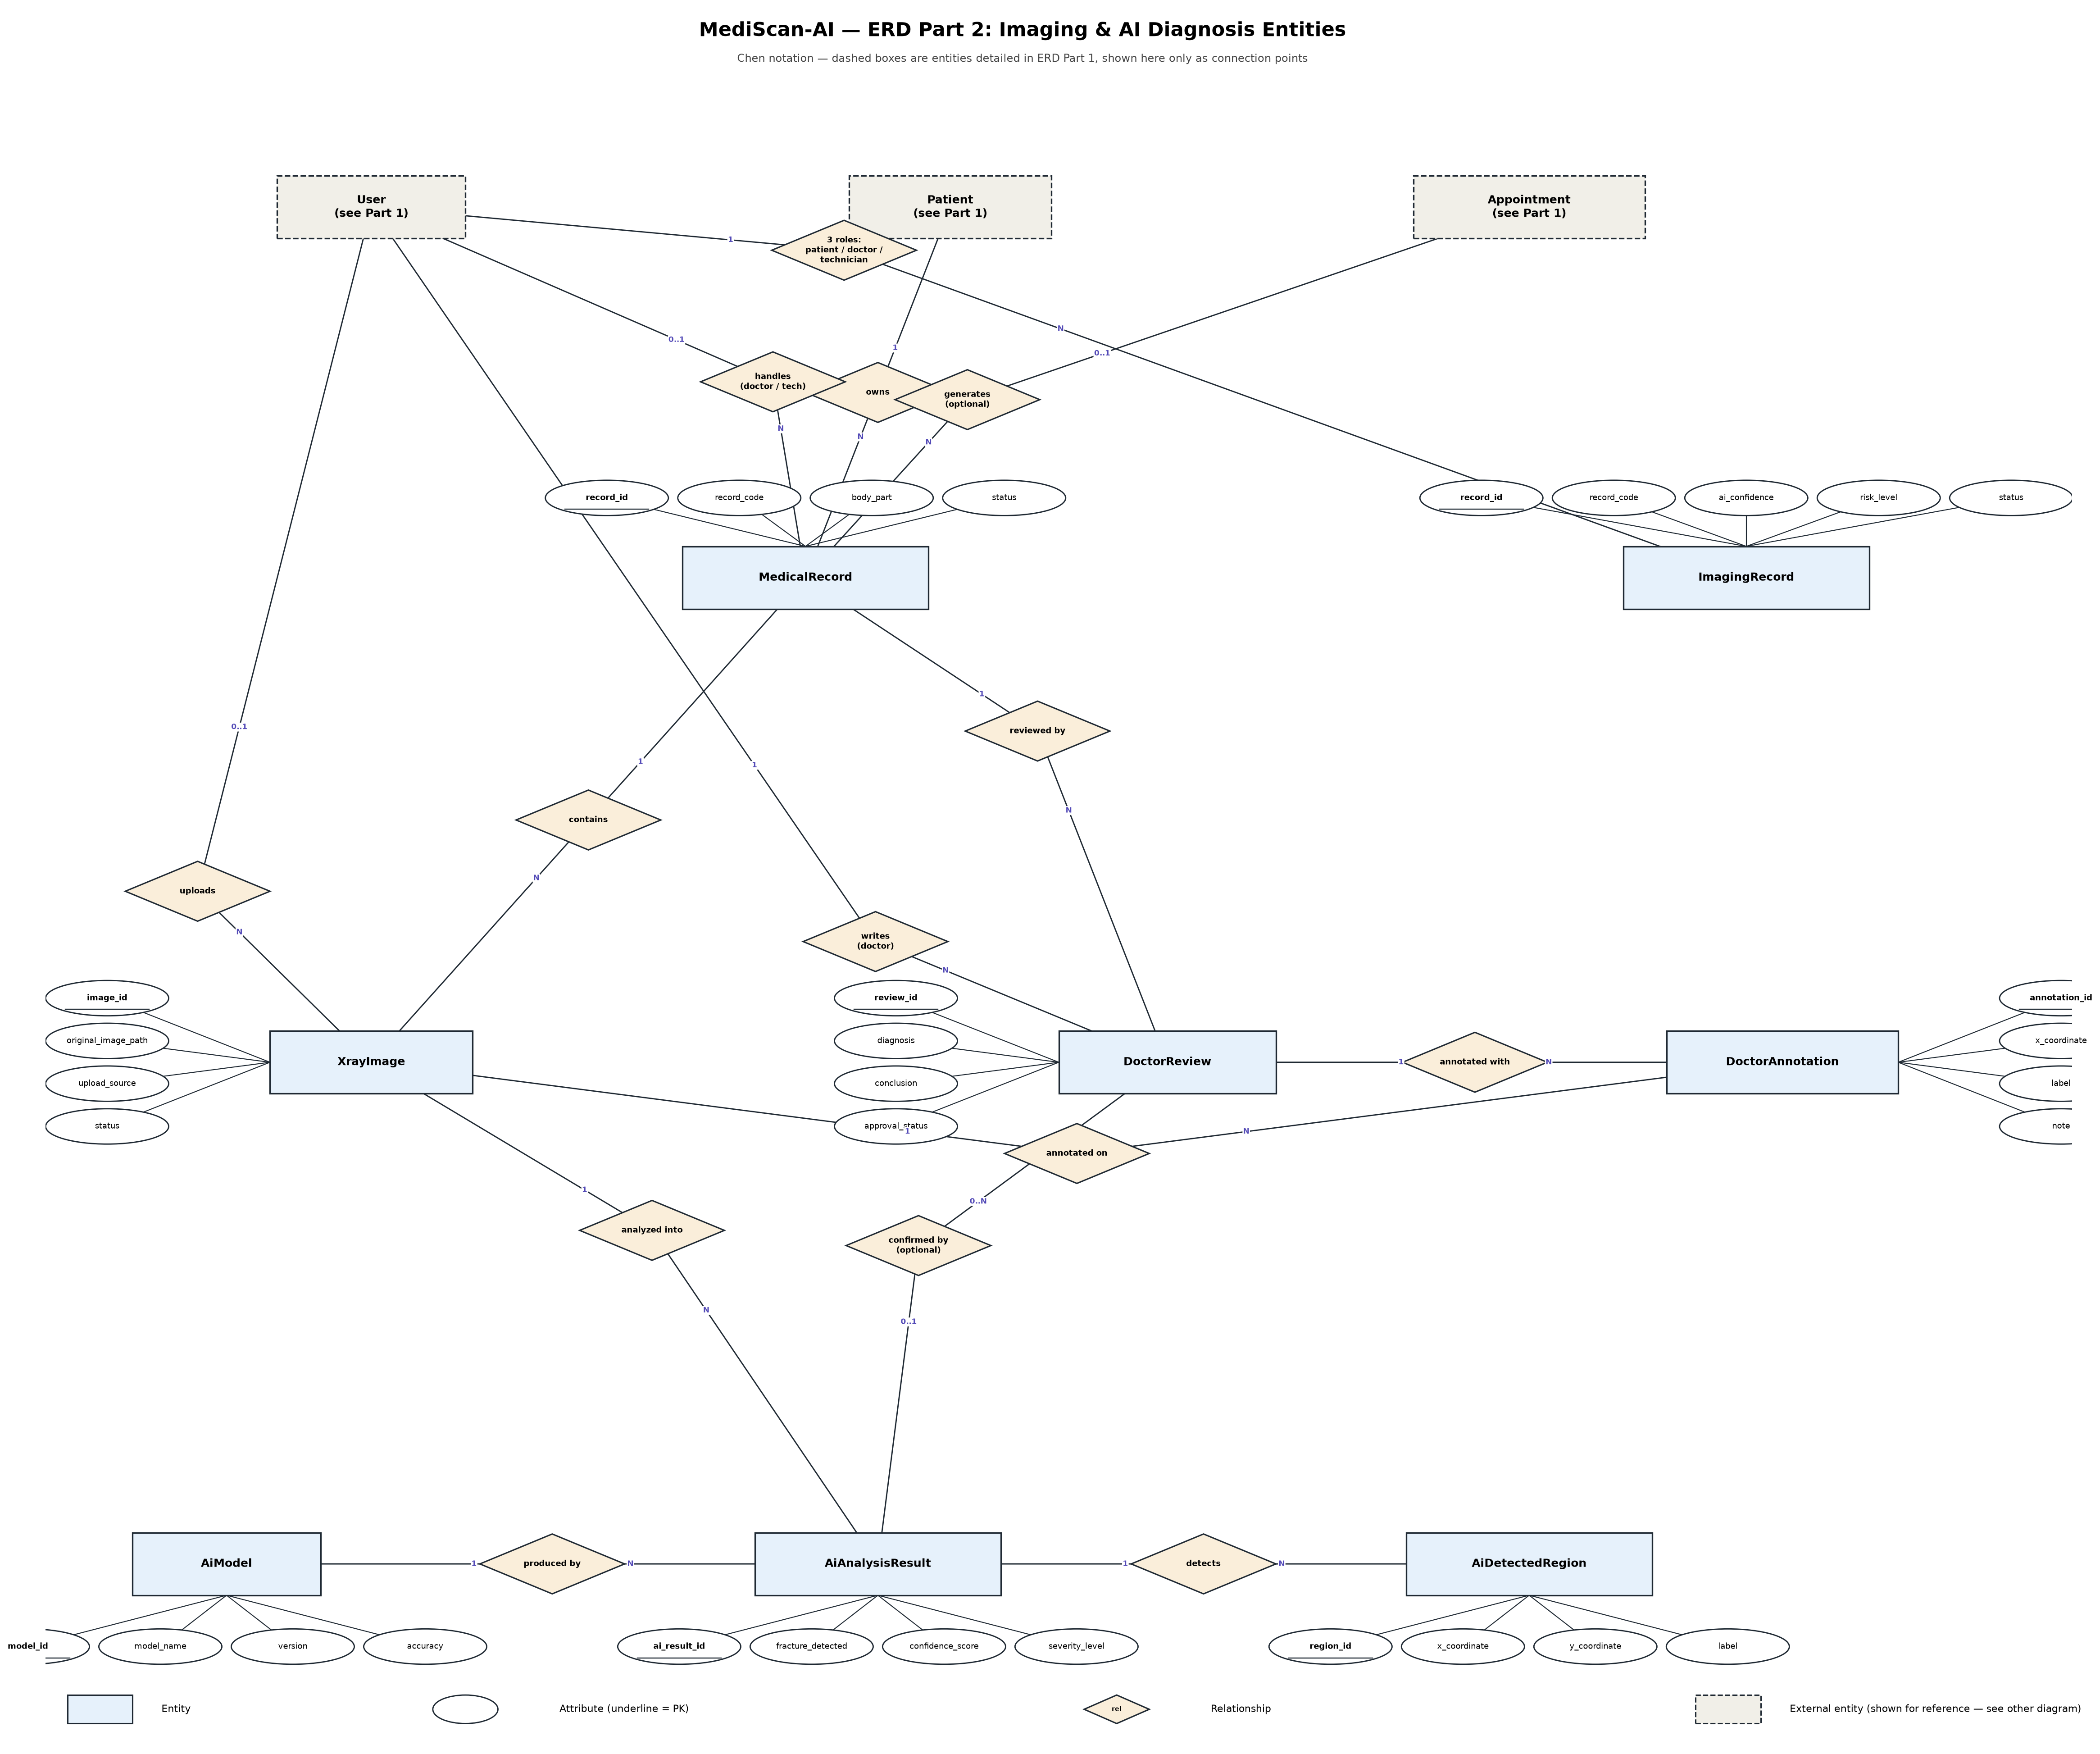 MediScan-AI — ERD Part 2: Imaging & AI Diagnosis Entities
Chen notation — dashed boxes are entities detailed in ERD Part 1, shown here only as connection points
User
(see Part 1)
Patient
(see Part 1)
Appointment
(see Part 1)
1
3 roles:
patient / doctor /
technician
N
0..1
1
0..1
handles
(doctor / tech)
owns
generates
(optional)
N
N
N
record_id
record_code
body_part
status
record_id
record_code
ai_confidence
risk_level
status
MedicalRecord
ImagingRecord
1
reviewed by
0..1
1
1
N
contains
N
uploads
N
writes
(doctor)
N
image_id
original_image_path
upload_source
status
XrayImage
review_id
diagnosis
conclusion
approval_status
1
DoctorReview
1
annotated with
N
DoctorAnnotation
annotation_id
x_coordinate
label
note
annotated on
N
1
analyzed into
N
0..N
confirmed by
(optional)
0..1
AiModel
1
produced by
N
AiAnalysisResult
1
detects
N
AiDetectedRegion
model_id
model_name
version
accuracy
ai_result_id
fracture_detected
confidence_score
severity_level
region_id
x_coordinate
y_coordinate
label
Entity
Attribute (underline = PK)
rel
Relationship
External entity (shown for reference — see other diagram)